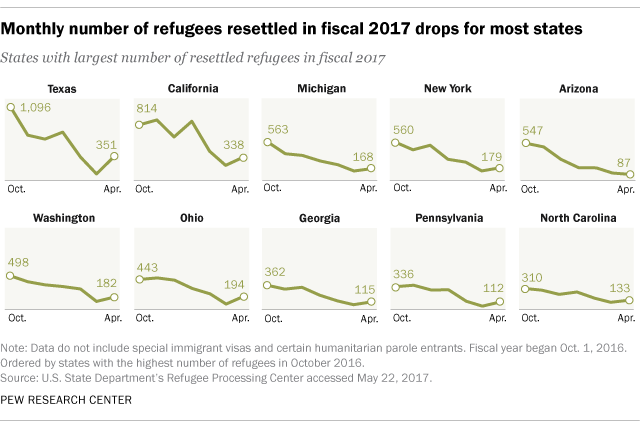 Monthly number of refugees resettled in fiscal 2017 drops for most states
States with largest number of resettled refugees in fiscal 2017
Texas
1,096
351
Oct.
Apr.
California
814
338
Oct.
Apr.
Michigan
563
168
Oct.
Apr.
New York
560
179
Oct.
Apr.
Arizona
547
87
Oct.
Apr.
Washington
498
182
Oct.
Apr.
Ohio
443
194
Oct.
Apr.
Georgia
362
115
Oct.
Apr.
Pennsylvania
336
112
Oct.
Apr.
North Carolina
310
133
Oct.
Apr.
Note: Data do not include special immigrant visas and certain humanitarian parole entrants. Fiscal year began Oct. 1, 2016.
Ordered by states with the highest number of refugees in October 2016.
Source: U.S. State Department's Refugee Processing Center accessed May 22, 2017.
PEW RESEARCH CENTER